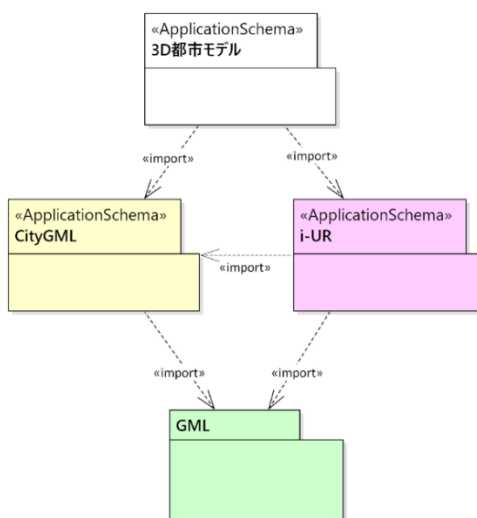 «ApplicationSchema»
3D都市モデル
«import»
«import»
«ApplicationSchema»
CityGML
«ApplicationSchema»
i-UR
«import»
«import»
«import»
GML